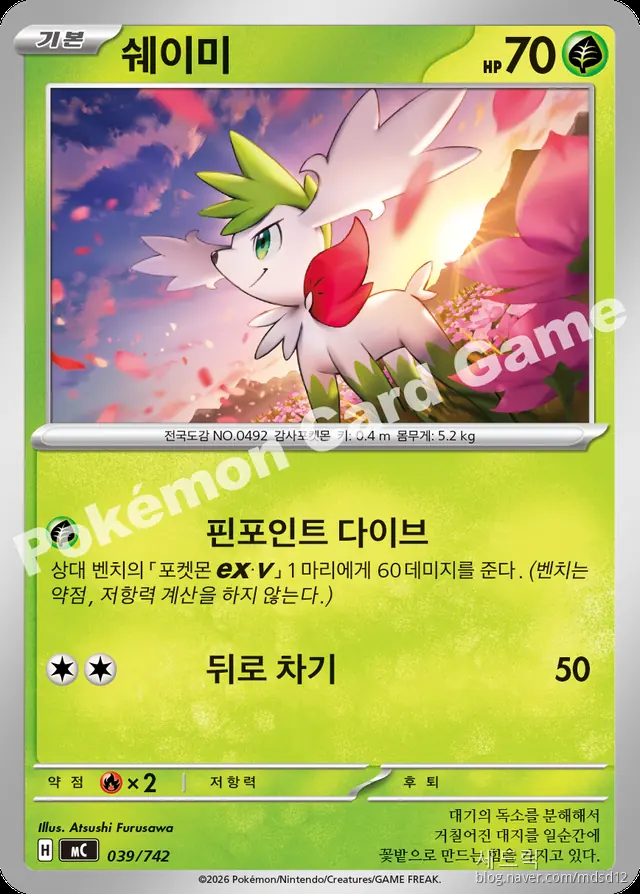 기본
쉐이미
HP 70
전국도감 NO.0492 감사포켓몬 키: 0.4 m 몸무게: 5.2 kg
Pokémon Card Game
핀포인트 다이브
상대 벤치의 「포켓몬 ex·V」 1마리에게 60데미지를 준다. (벤치는
약점, 저항력 계산을 하지 않는다.)
뒤로 차기 50
약점 ×2 저항력 후퇴
Illus. Atsushi Furusawa
대기의 독소를 분해해서
거칠어진 대지를 일순간에
꽃밭으로 만드는 힘을 가지고 있다.
H MC 039/742
세드릭
blog.naver.com/mdsd12
©2026 Pokémon/Nintendo/Creatures/GAME FREAK.